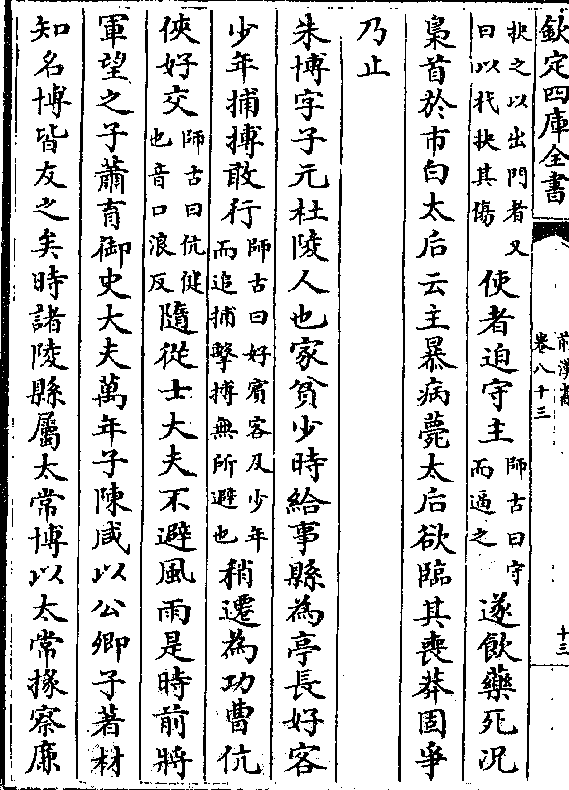 欽定四庫全書
前漢書
卷八十三
十三
抉之以出門者又
曰以杙抉其傷
使者迫守主
師古曰守
而逼之
遂飲藥死況
梟首於市白太后云主暴病薨太后欲臨其喪莽固爭
乃止
朱博字子元杜陵人也家貧少時給事縣為亭長好客
少年捕搏敢行
師古曰好賓客及少年
而追捕擊搏無所避也
稍遷為功曹伉
俠好交
師古曰伉健
也音口浪反
隨從士大夫不避風雨是時前將
軍望之子蕭育御史大夫萬年子陳咸以公卿子著材
知名博皆友之矣時諸陵縣屬太常博以太常掾察廉